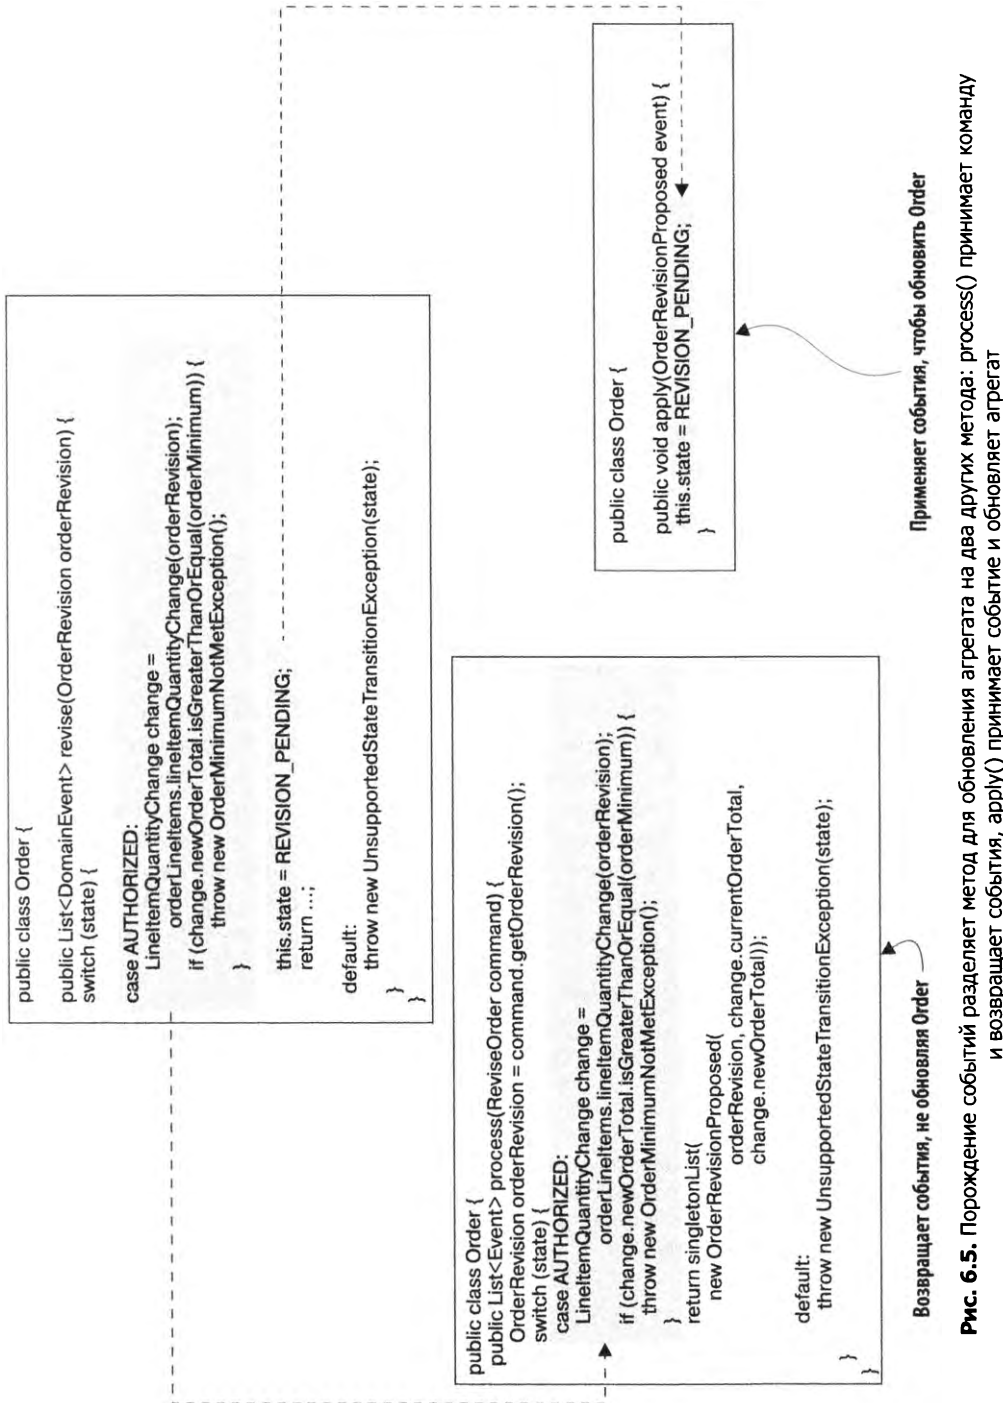 public class Order {
public List<DomainEvent> revise(OrderRevision orderRevision) {
switch (state) {
case AUTHORIZED:
LineItemQuantityChange change =
orderLineItems.lineItemQuantityChange(orderRevision);
if (change.newOrderTotal.isGreaterThanOrEqual(orderMinimum)) {
throw new OrderMinimumNotMetException();
}
this.state = REVISION_PENDING;
return ...;
default:
throw new UnsupportedStateTransitionException(state);
}
}
public class Order {
public List<Event> process(ReviseOrder command) {
OrderRevision orderRevision = command.getOrderRevision();
switch (state) {
case AUTHORIZED:
LineItemQuantityChange change =
orderLineItems.lineItemQuantityChange(orderRevision);
if (change.newOrderTotal.isGreaterThanOrEqual(orderMinimum)) {
throw new OrderMinimumNotMetException();
}
return singletonList(
new OrderRevisionProposed(
orderRevision, change.currentOrderTotal,
change.newOrderTotal));
default:
throw new UnsupportedStateTransitionException(state);
}
}
Возвращает события, не обновляя Order
public class Order {
public void apply(OrderRevisionProposed event) {
this.state = REVISION_PENDING;
}
Применяет события, чтобы обновить Order
Рис. 6.5. Порождение событий разделяет метод для обновления агрегата на два других метода: process() принимает команду
и возвращает события, apply() принимает событие и обновляет агрегат